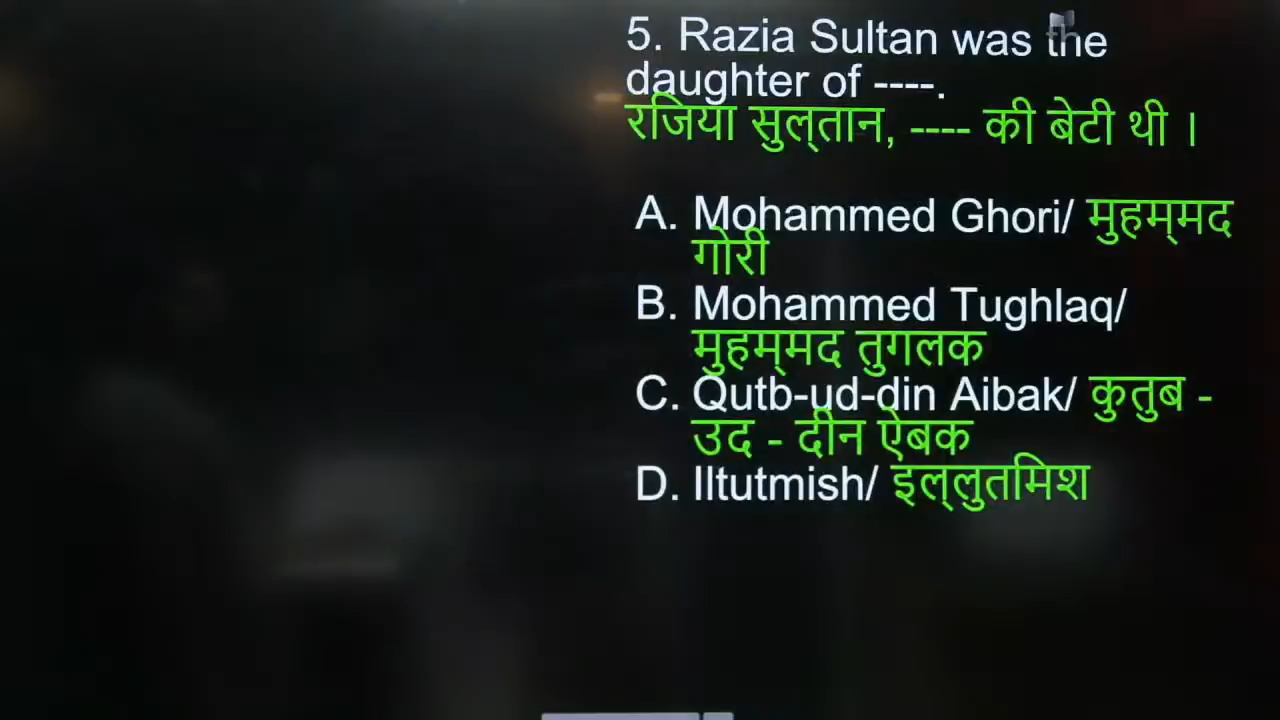 5. Razia Sultan was the
daughter of ----.
रजिया सुल्तान, ---- की बेटी थी ।
A. Mohammed Ghori/ मुहम्मद
गोरी
B. Mohammed Tughlaq/
मुहम्मद तुगलक
C. Qutb-ud-din Aibak/ कुतुब -
उद - दीन ऐबक
D. Iltutmish/ इल्लुतमिश